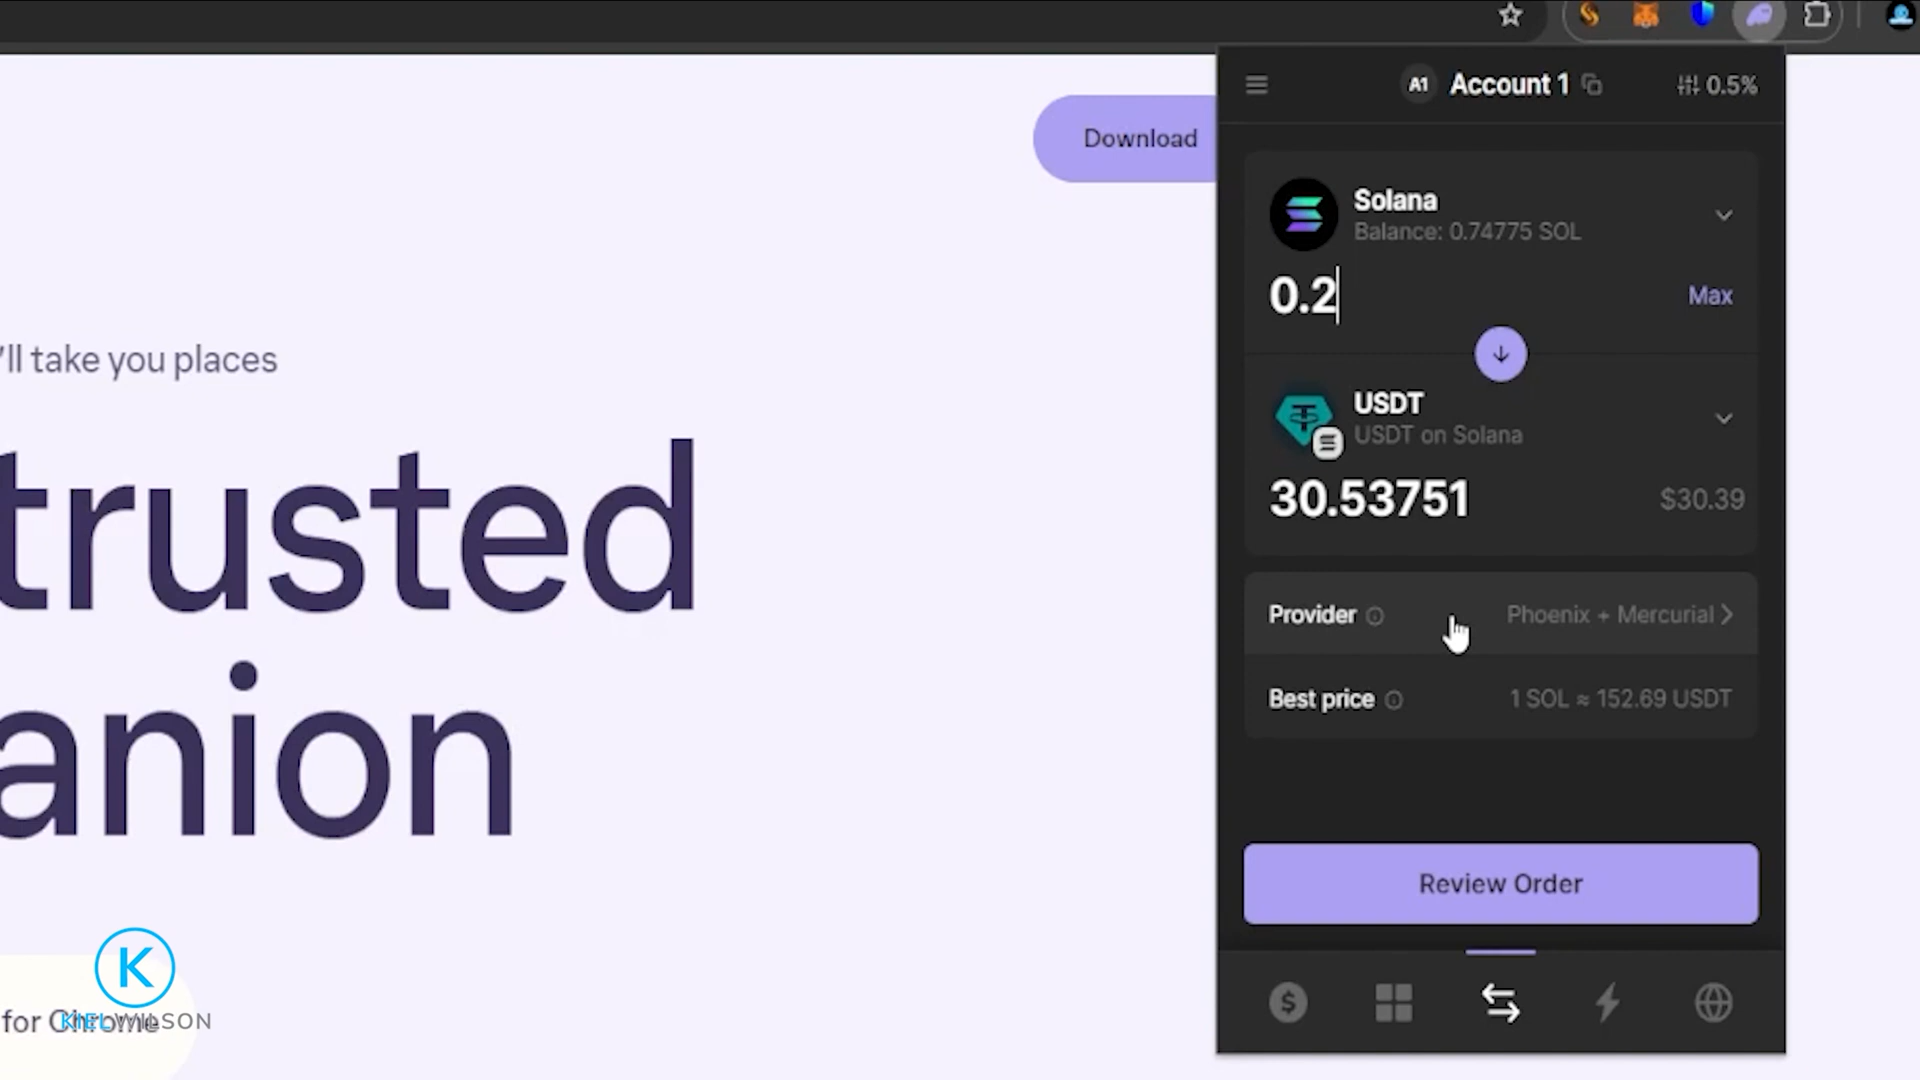 Download
'll take you places
trusted
anion
for Chrome
K
KIELWILSON
A1 Account 1 0.5%
Solana
Balance: 0.74775 SOL
0.2 Max
USDT
USDT on Solana
30.53751 $30.39
Provider Phoenix + Mercurial
Best price 1 SOL ≈ 152.69 USDT
Review Order